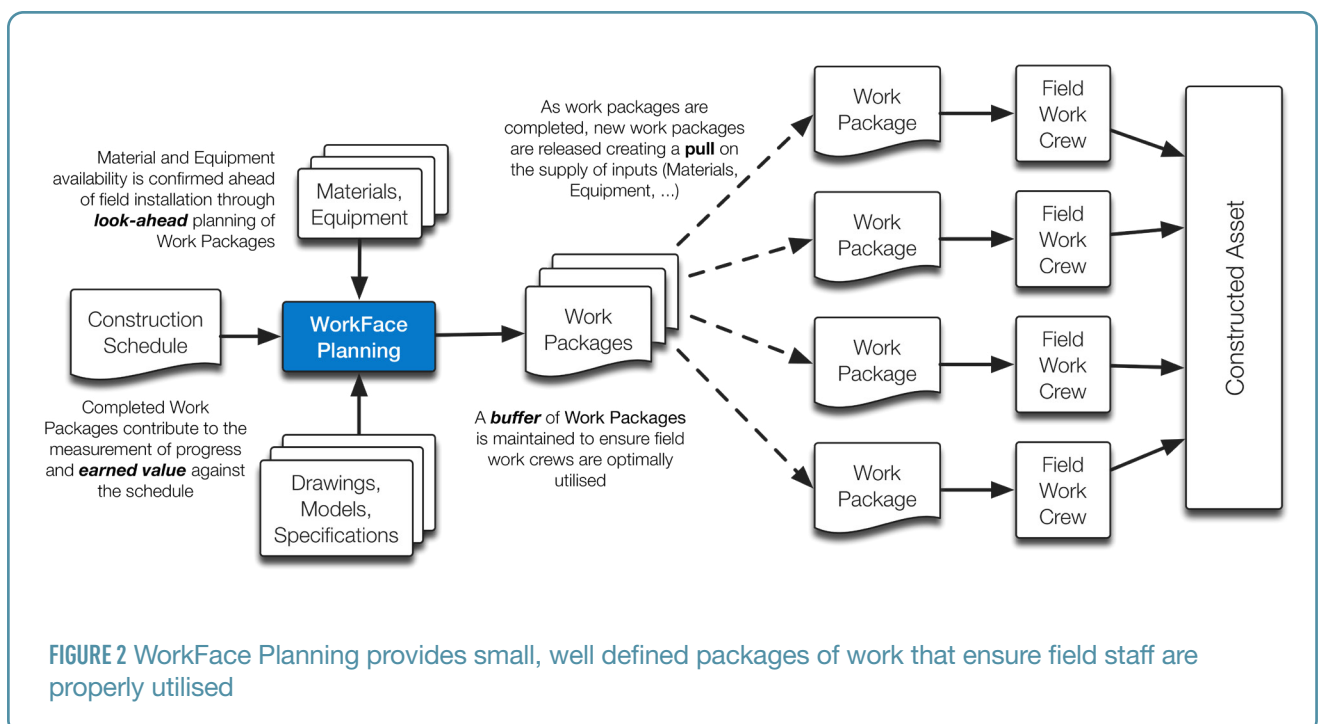 Material and Equipment
availability is confirmed ahead
of field installation through
look-ahead planning of
Work Packages
Materials,
Equipment
Construction
Schedule
WorkFace
Planning
Completed Work
Packages contribute to the
measurement of progress
and earned value against
the schedule
Drawings,
Models,
Specifications
As work packages are
completed, new work packages
are released creating a pull on
the supply of inputs (Materials,
Equipment, ...)
Work
Packages
A buffer of Work Packages
is maintained to ensure field
work crews are optimally
utilised
Work
Package
Field
Work
Crew
Work
Package
Field
Work
Crew
Work
Package
Field
Work
Crew
Work
Package
Field
Work
Crew
Constructed Asset
FIGURE 2 WorkFace Planning provides small, well defined packages of work that ensure field staff are
properly utilised